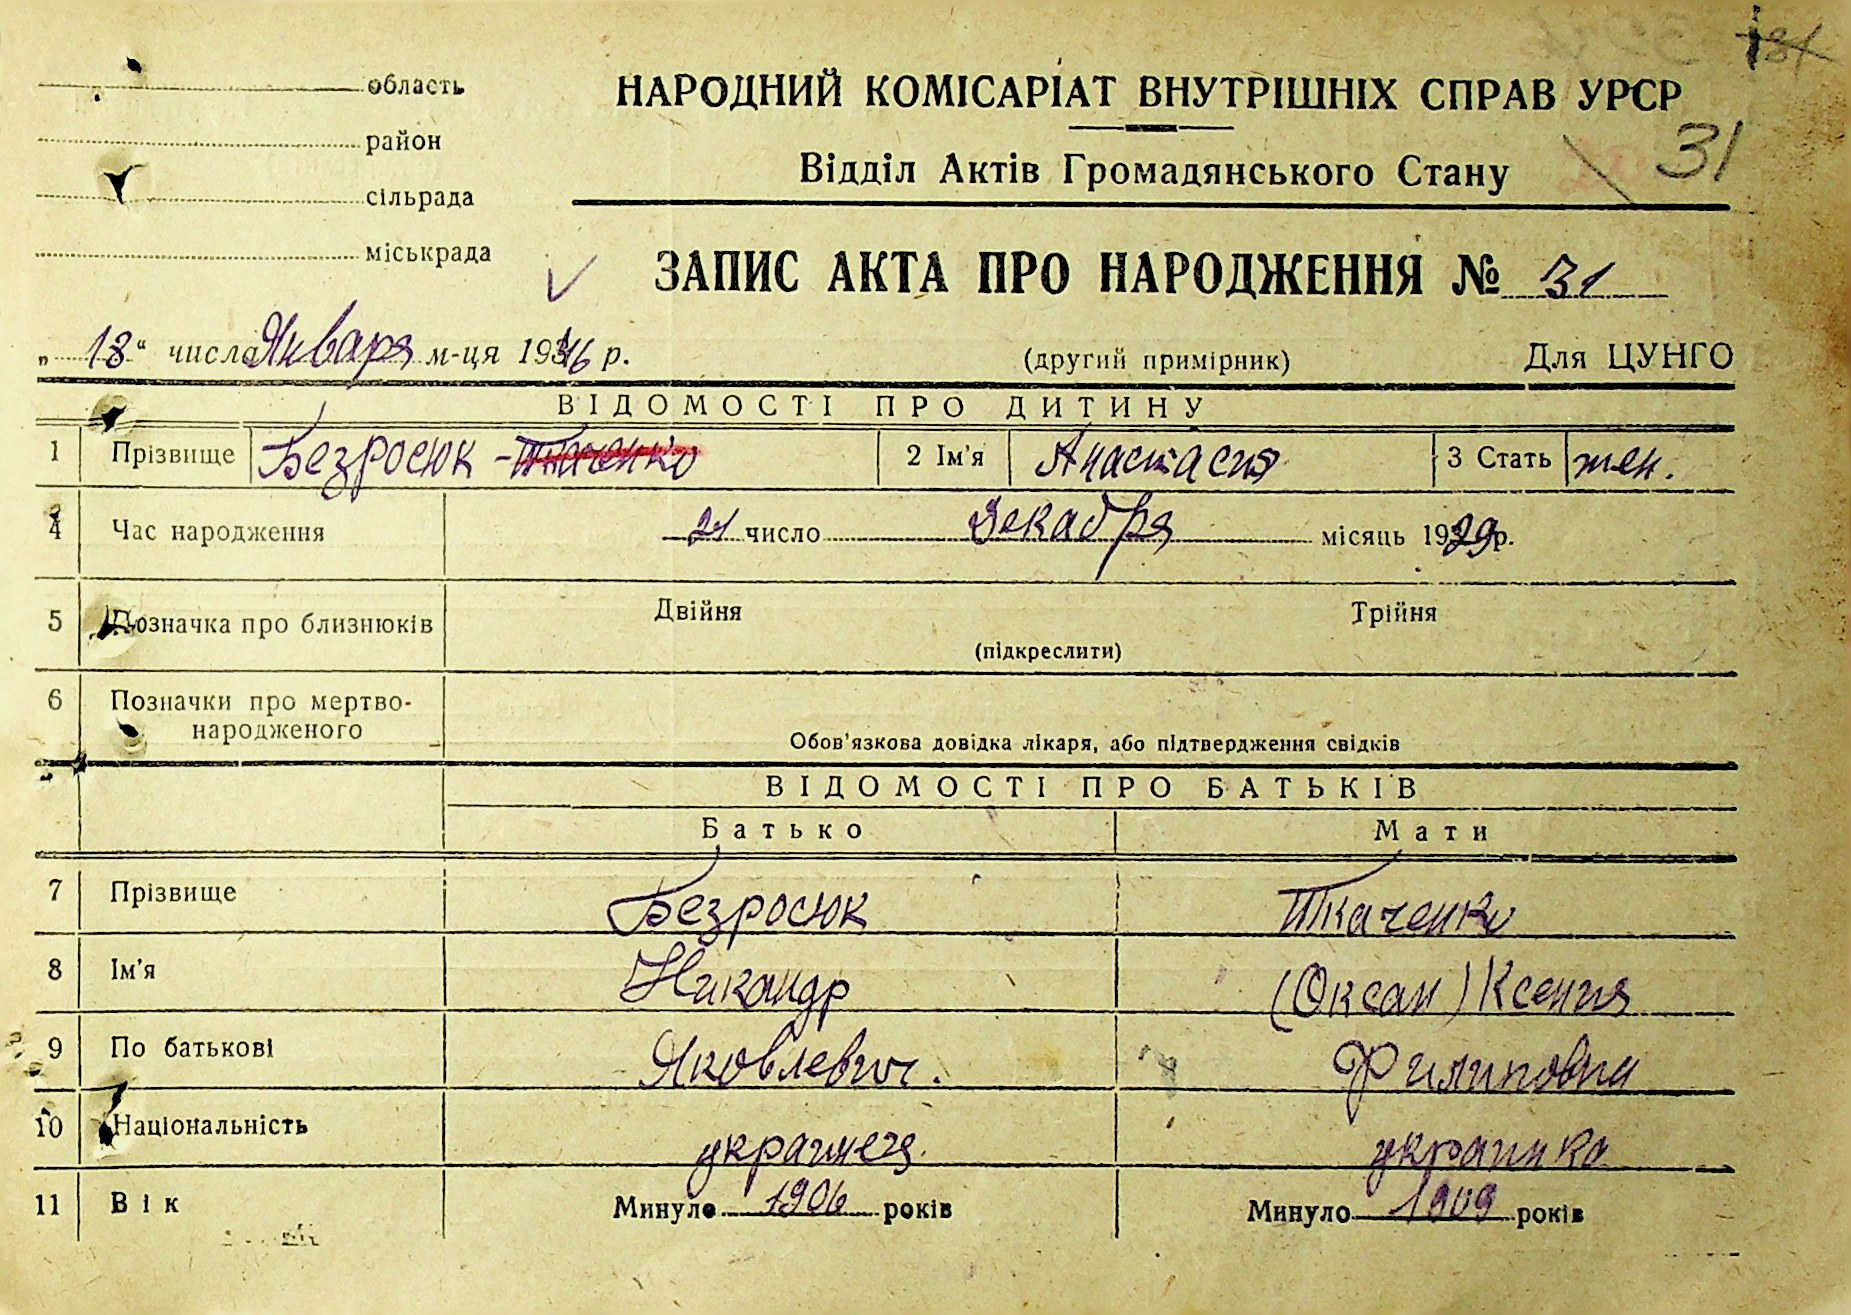 181
область
НАРОДНИЙ КОМІСАРІАТ ВНУТРІШНІХ СПРАВ УРСР
район
31
Відділ Актів Громадянського Стану
сільрада
міськрада
ЗАПИС АКТА ПРО НАРОДЖЕННЯ № 31
„ 18 “ числа Января м-ця 1946 р.
(другий примірник)
Для ЦУНГО
ВІДОМОСТІ ПРО ДИТИНУ
1 Прізвище Безросюк - Ткаченко 2 Ім'я Анастасия 3 Стать жен.
4 Час народження 21 число Декабря місяць 1929 р.
5 Позначка про близнюків Двійня Трійня
(підкреслити)
6 Позначки про мертво-
народженого
Обов'язкова довідка лікаря, або підтвердження свідків
ВІДОМОСТІ ПРО БАТЬКІВ
Батько Мати
7 Прізвище Безросюк Ткаченко
8 Ім'я Никандр (Оксан) Ксения
9 По батькові Яковлевич. Филиповна
10 Національність украинец. украинка
11 Вік Минуло 1906 років Минуло 1909 років